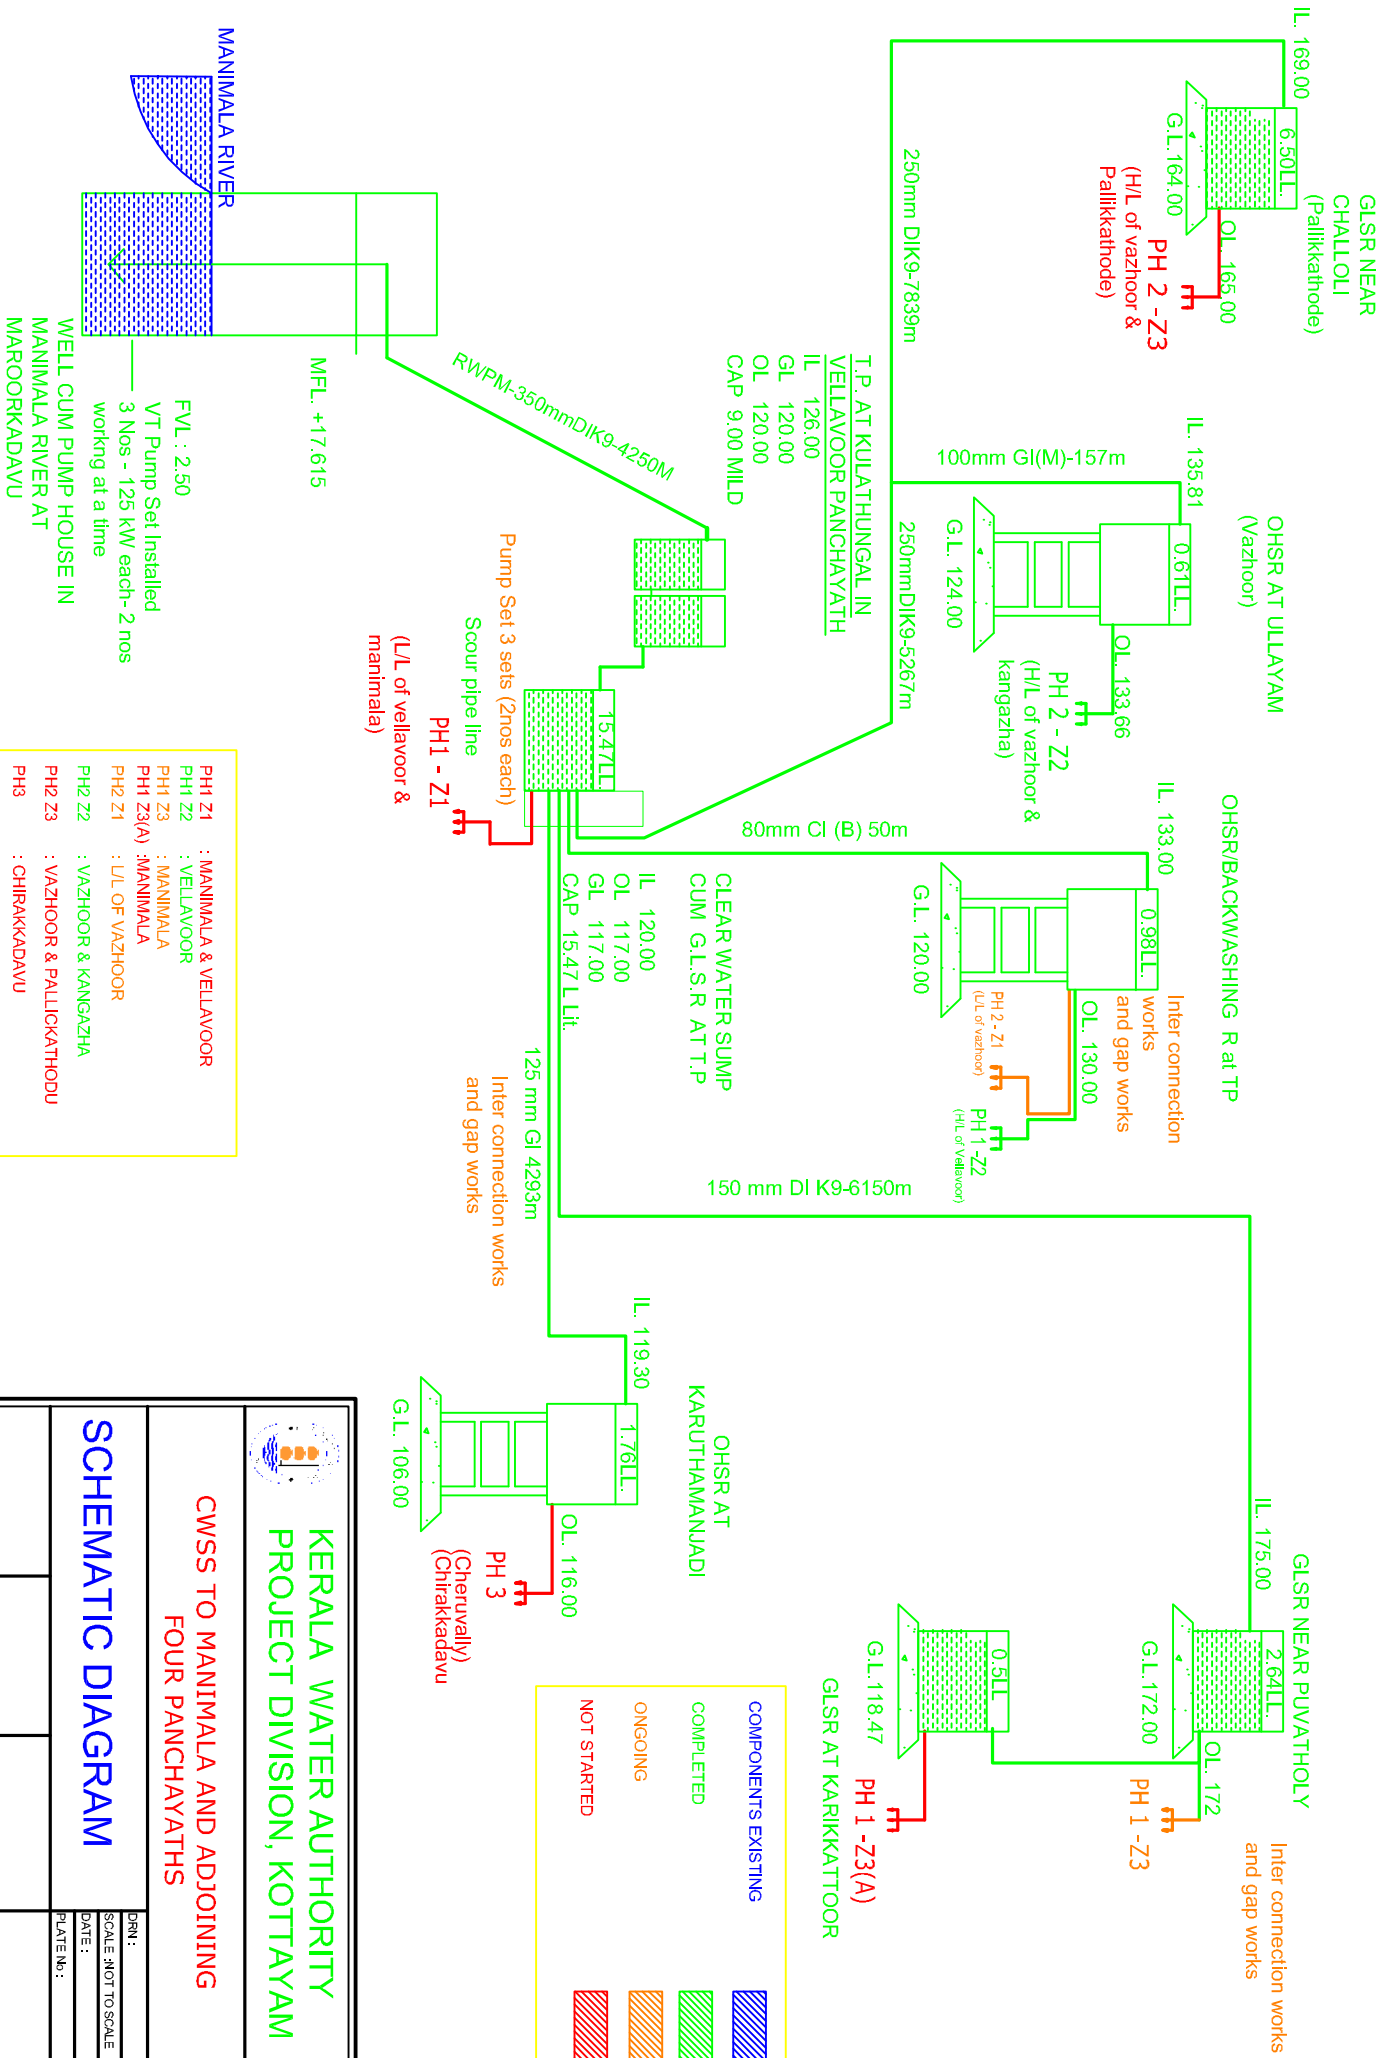 GLSR NEAR
CHALLOLI
(Pallikkathode)
IL. 169.00
6.50LL.
G.L.164.00
OL. 165.00
PH 2 -Z3
(H/L of vazhoor &
Pallikkathode)
250mm DIK9-7839m
OHSR AT ULLAYAM
(Vazhoor)
IL. 135.81
0.61LL.
G.L. 124.00
OL. 133.66
PH 2 - Z2
(H/L of vazhoor &
kangazha)
100mm GI(M)-157m
250mmDIK9-5267m
OHSR/BACKWASHING R at TP
IL. 133.00
0.98LL.
G.L. 120.00
OL. 130.00
Inter connection
works
and gap works
PH 2 - Z1
(L/L of vazhoor)
PH 1 -Z2
(H/L of Vellavoor)
80mm CI (B) 50m
150 mm DI K9-6150m
GLSR NEAR PUVATHOLY
IL. 175.00
2.64LL.
G.L.172.00
OL. 172
PH 1 -Z3
Inter connection works
and gap works
0.5LL
G.L.118.47
GLSR AT KARIKKATTOOR
PH 1 -Z3(A)
T.P. AT KULATHUNGAL IN
VELLAVOOR PANCHAYATH
IL 126.00
GL 120.00
OL 120.00
CAP 9.00 MILD
CLEAR WATER SUMP
CUM G.L.S.R AT T.P
IL 120.00
OL 117.00
GL 117.00
CAP 15.47 L Lit.
15.47LL.
Pump Set 3 sets (2nos each)
Scour pipe line
PH1 - Z1
(L/L of vellavoor &
manimala)
125 mm GI 4293m
Inter connection works
and gap works
OHSR AT
KARUTHAMANJADI
IL. 119.30
1.76LL.
G.L. 106.00
OL. 116.00
PH 3
(Cheruvally)
(Chirakkadavu
MANIMALA RIVER
RWPM-350mmDIK9-4250M
MFL. +17.615
FVL : 2.50
VT Pump Set Installed
3 Nos - 125 kW each- 2 nos
workng at a time
WELL CUM PUMP HOUSE IN
MANIMALA RIVER AT
MAROORKADAVU
PH1 Z1 : MANIMALA & VELLAVOOR
PH1 Z2 : VELLAVOOR
PH1 Z3 : MANIMALA
PH1 Z3(A) :MANIMALA
PH2 Z1 : L/L OF VAZHOOR
PH2 Z2 : VAZHOOR & KANGAZHA
PH2 Z3 : VAZHOOR & PALLICKATHODU
PH3 : CHIRAKKADAVU
COMPONENTS EXISTING
COMPLETED
ONGOING
NOT STARTED
KERALA WATER AUTHORITY
PROJECT DIVISION, KOTTAYAM
CWSS TO MANIMALA AND ADJOINING
FOUR PANCHAYATHS
SCHEMATIC DIAGRAM
DRN :
SCALE :NOT TO SCALE
DATE :
PLATE No :